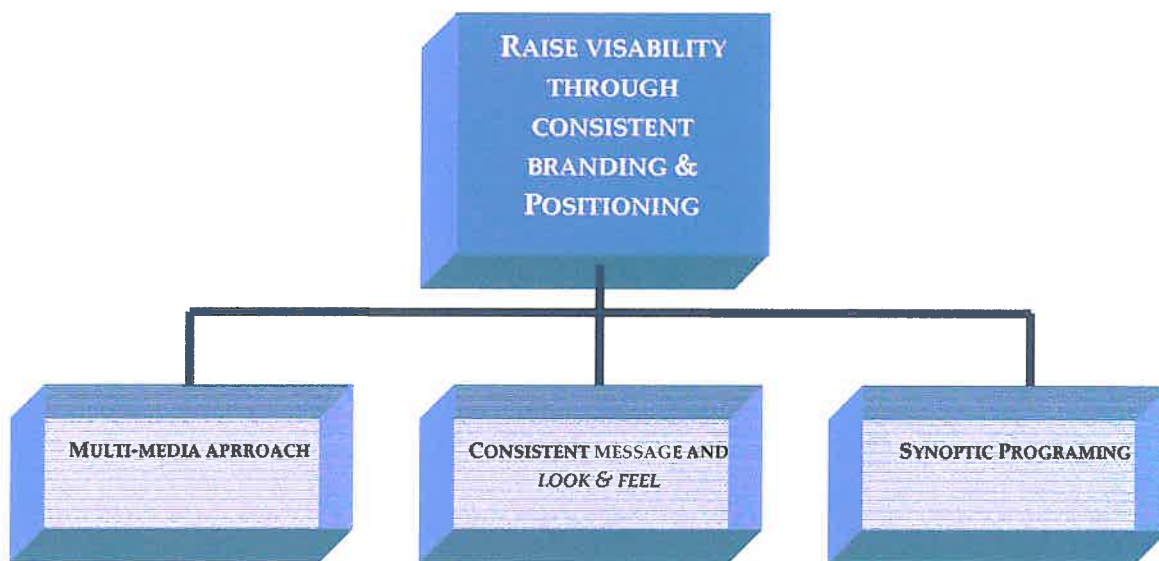 RAISE VISABILITY
THROUGH
CONSISTENT
BRANDING &
POSITIONING
MULTI-MEDIA APRROACH
CONSISTENT MESSAGE AND
LOOK & FEEL
SYNOPTIC PROGRAMING